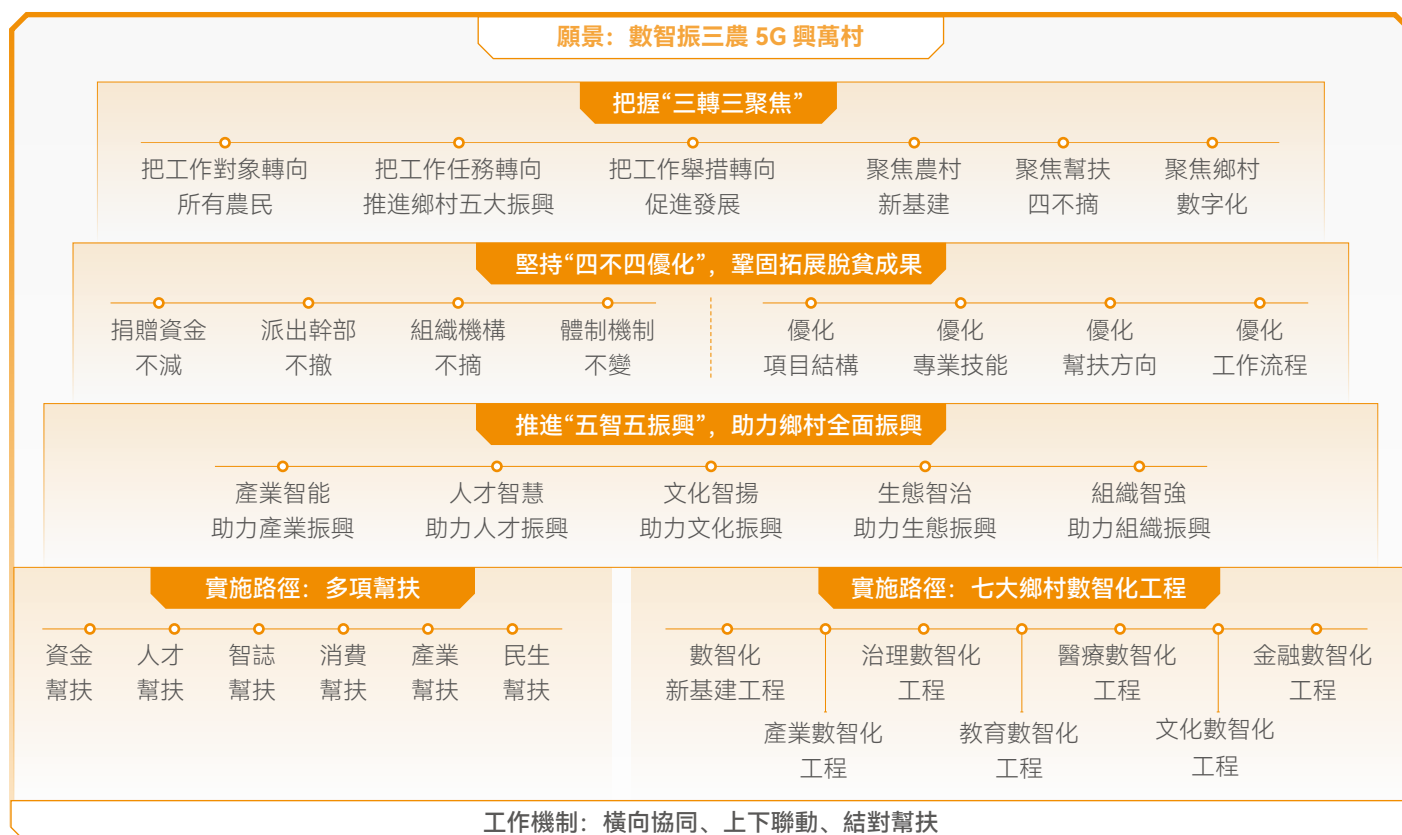 願景：數智振三農 5G 興萬村
把握“三轉三聚焦”
把工作對象轉向
所有農民
把工作任務轉向
推進鄉村五大振興
把工作舉措轉向
促進發展
聚焦農村
新基建
聚焦幫扶
四不摘
聚焦鄉村
數字化
堅持“四不四優化”，鞏固拓展脫貧成果
捐贈資金
不減
派出幹部
不撤
組織機構
不摘
體制機制
不變
優化
項目結構
優化
專業技能
優化
幫扶方向
優化
工作流程
推進“五智五振興”，助力鄉村全面振興
產業智能
助力產業振興
人才智慧
助力人才振興
文化智揚
助力文化振興
生態智治
助力生態振興
組織智強
助力組織振興
實施路徑：多項幫扶
資金
幫扶
人才
幫扶
智誌
幫扶
消費
幫扶
產業
幫扶
民生
幫扶
實施路徑：七大鄉村數智化工程
數智化
新基建工程
產業數智化
工程
治理數智化
工程
教育數智化
工程
醫療數智化
工程
文化數智化
工程
金融數智化
工程
工作機制：橫向協同、上下聯動、結對幫扶